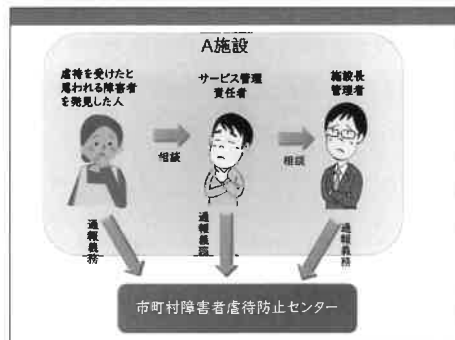 A施設
虐待を受けたと
思われる障害者
を発見した人
サービス管理
責任者
施設長
管理者
相談
相談
通報義務
通報義務
通報義務
市町村障害者虐待防止センター